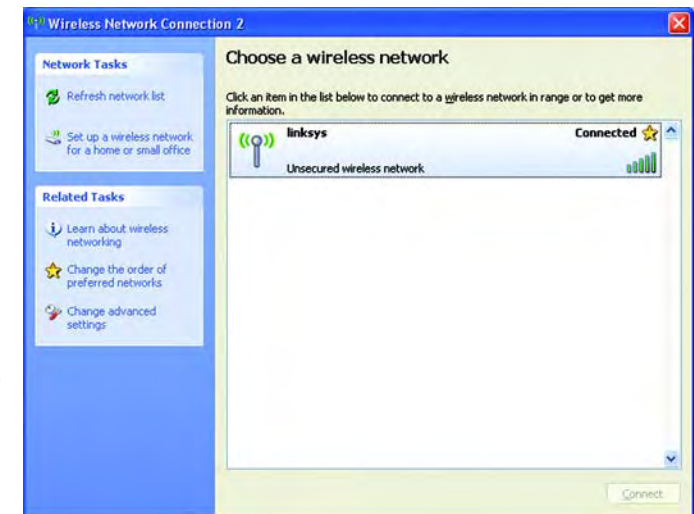 Wireless Network Connection 2
Network Tasks
Refresh network list
Set up a wireless network
for a home or small office
Related Tasks
Learn about wireless
networking
Change the order of
preferred networks
Change advanced
settings
Choose a wireless network
Click an item in the list below to connect to a wireless network in range or to get more
information.
linksys
Connected
Unsecured wireless network
Connect